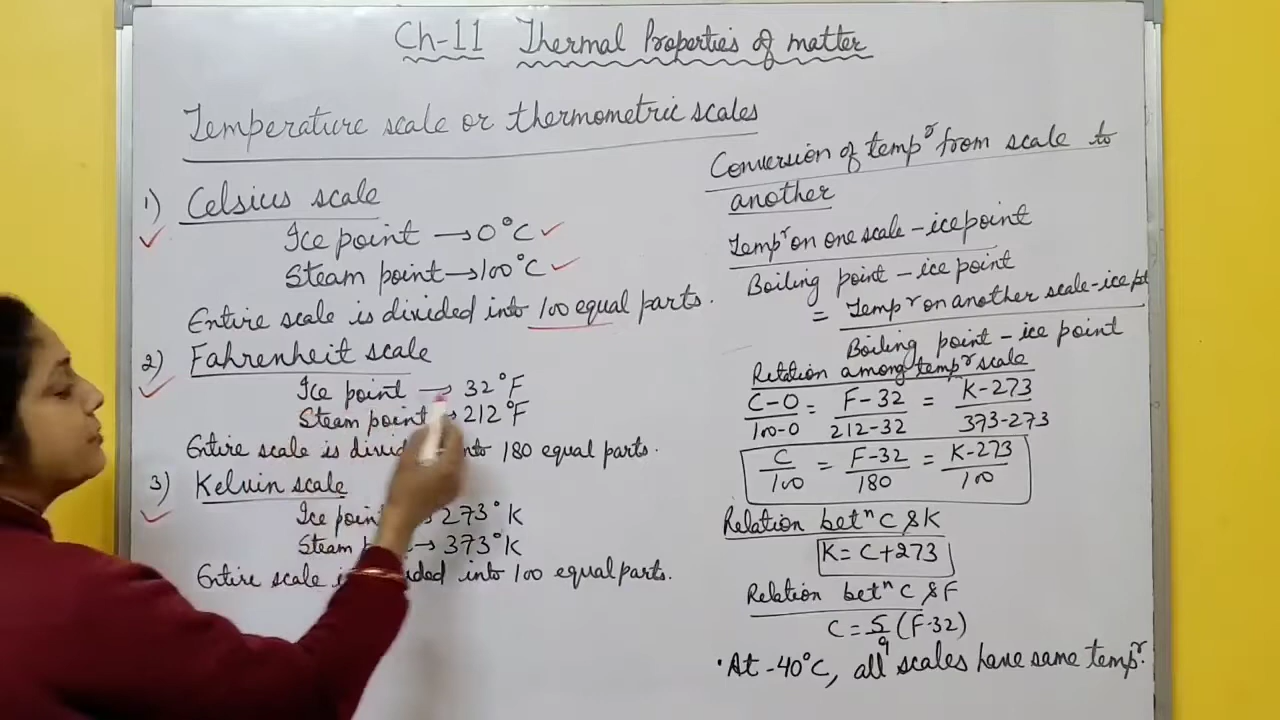 Ch-11 Thermal Properties of matter
Temperature scale or thermometric scales
1) Celsius scale
Ice point → 0°C ✓
Steam point → 100°C ✓
Entire scale is divided into 100 equal parts.
2) Fahrenheit scale
Ice point → 32°F
Steam point → 212°F
Entire scale is into 180 equal parts.
3) Kelvin scale
Ice 273°K
Steam → 373°K
Entire scale into 100 equal parts.
Conversion of tempr from scale to
another
Tempr on one scale - ice point
Boiling point - ice point
= Tempr on another scale - ice pt
Boiling point - ice point
Relation among tempr scale
C-0/100-0 = F-32/212-32 = K-273/373-273
C/100 = F-32/180 = K-273/100
Relation betn C & K
K = C+273
Relation betn C & F
C = 5/9 (F-32)
• At -40°C, all scales have same tempr.